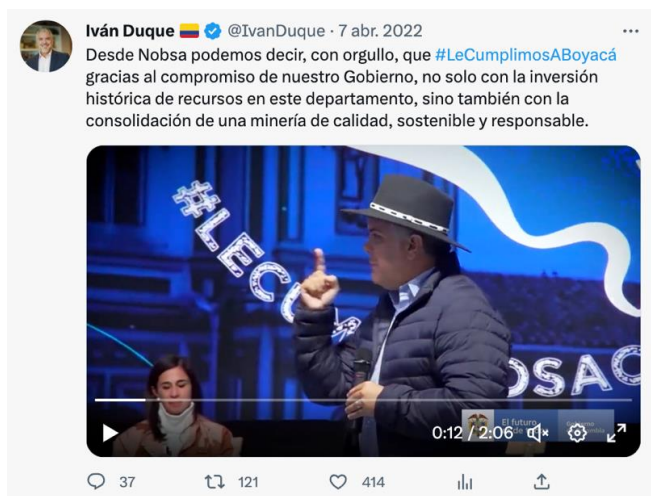 Iván Duque @IvanDuque · 7 abr. 2022
Desde Nobsa podemos decir, con orgullo, que #LeCumplimosABoyacá
gracias al compromiso de nuestro Gobierno, no solo con la inversión
histórica de recursos en este departamento, sino también con la
consolidación de una minería de calidad, sostenible y responsable.
#LECU
OSAC
El futuro
0:12 / 2:06
37 121 414